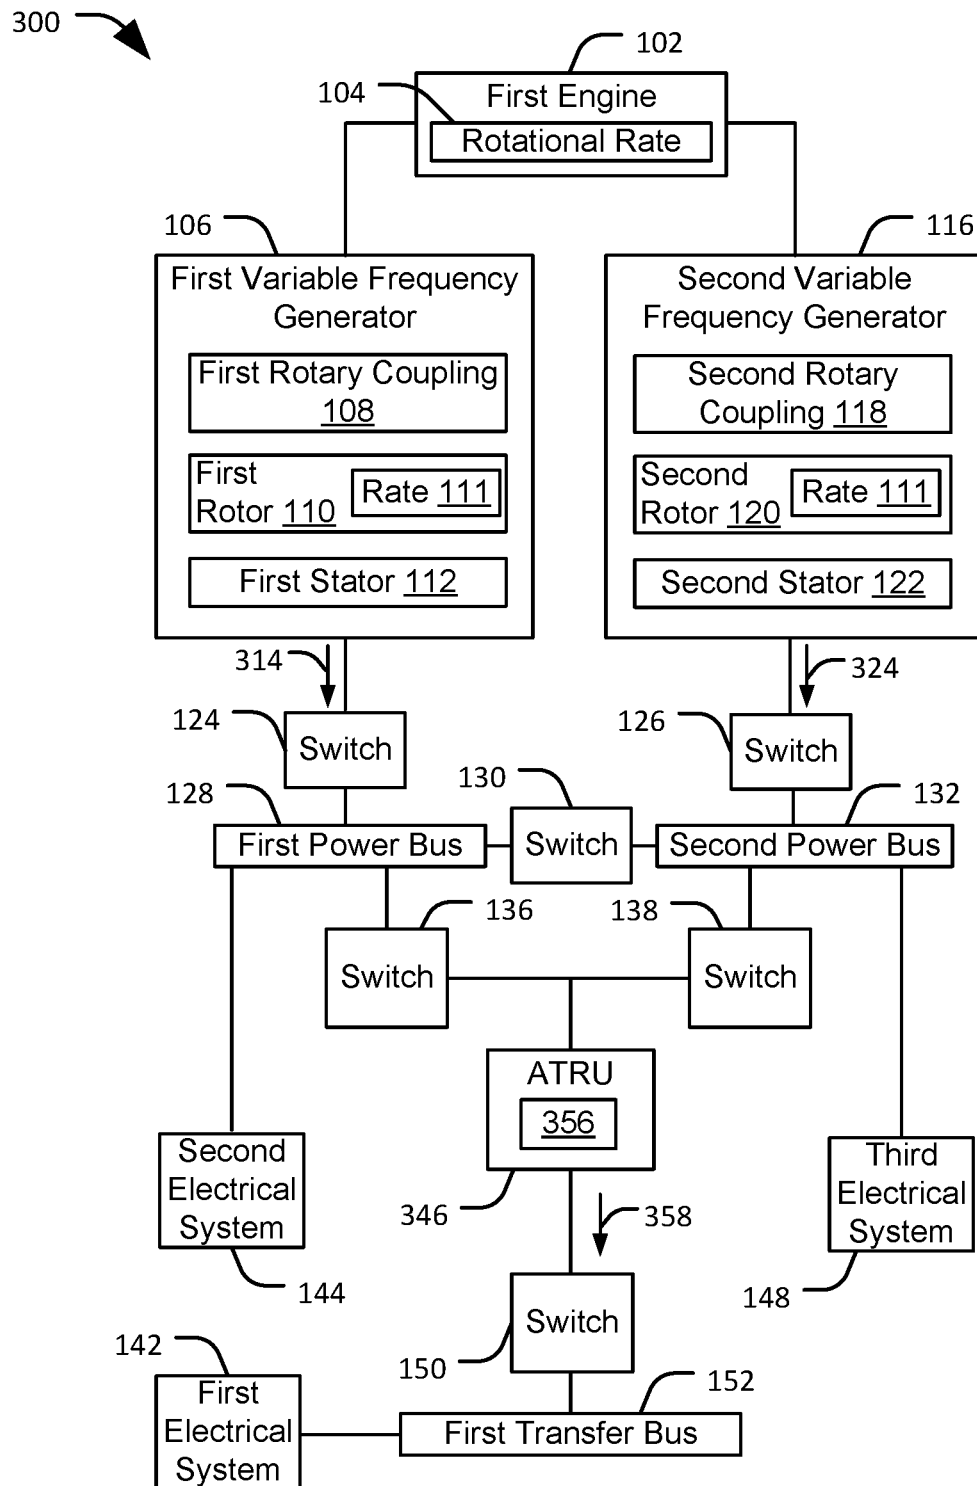 300
102
104
First Engine
Rotational Rate
106
116
First Variable Frequency
Generator
First Rotary Coupling
108
First
Rotor 110
Rate 111
First Stator 112
Second Variable
Frequency Generator
Second Rotary
Coupling 118
Second
Rotor 120
Rate 111
Second Stator 122
314
324
124
Switch
126
Switch
128
130
132
First Power Bus
Switch
Second Power Bus
136
138
Switch
Switch
ATRU
356
Second
Electrical
System
Third
Electrical
System
346
358
144
148
Switch
142
150
152
First
Electrical
System
First Transfer Bus